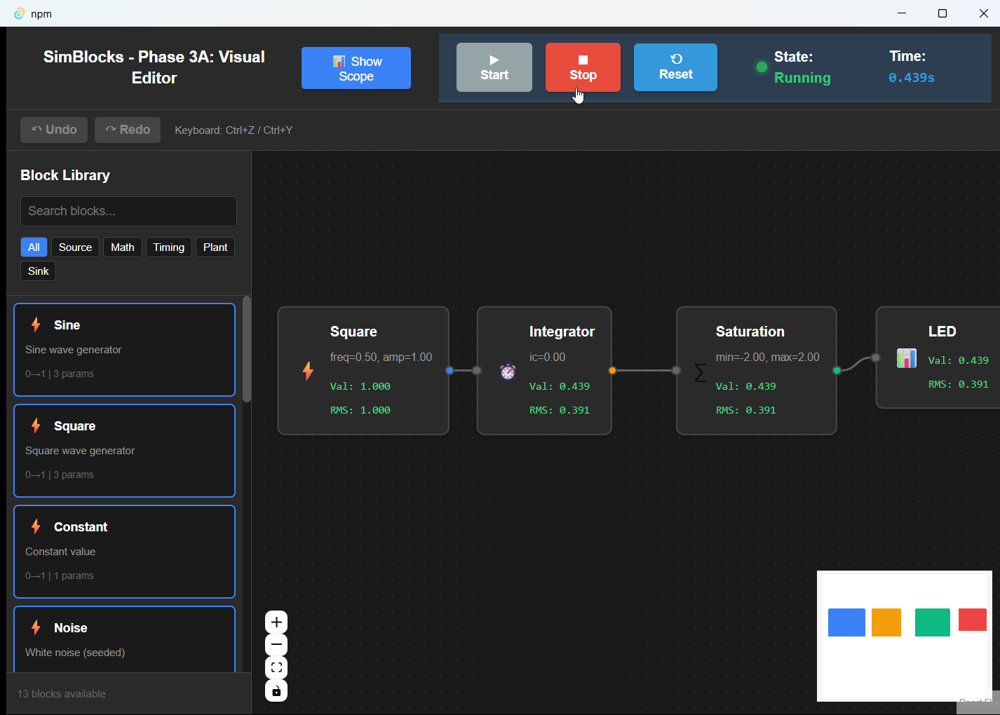 npm
SimBlocks - Phase 3A: Visual
Editor
Show
Scope
Start
Stop
Reset
State:
Running
Time:
0.439s
Undo
Redo
Keyboard: Ctrl+Z / Ctrl+Y
Block Library
Search blocks...
All
Source
Math
Timing
Plant
Sink
Sine
Sine wave generator
0→1 | 3 params
Square
Square wave generator
0→1 | 3 params
Constant
Constant value
0→1 | 1 params
Noise
White noise (seeded)
13 blocks available
Square
freq=0.50, amp=1.00
Val: 1.000
RMS: 1.000
Integrator
ic=0.00
Val: 0.439
RMS: 0.391
∑
Saturation
min=-2.00, max=2.00
Val: 0.439
RMS: 0.391
LED
Val: 0.439
RMS: 0.391